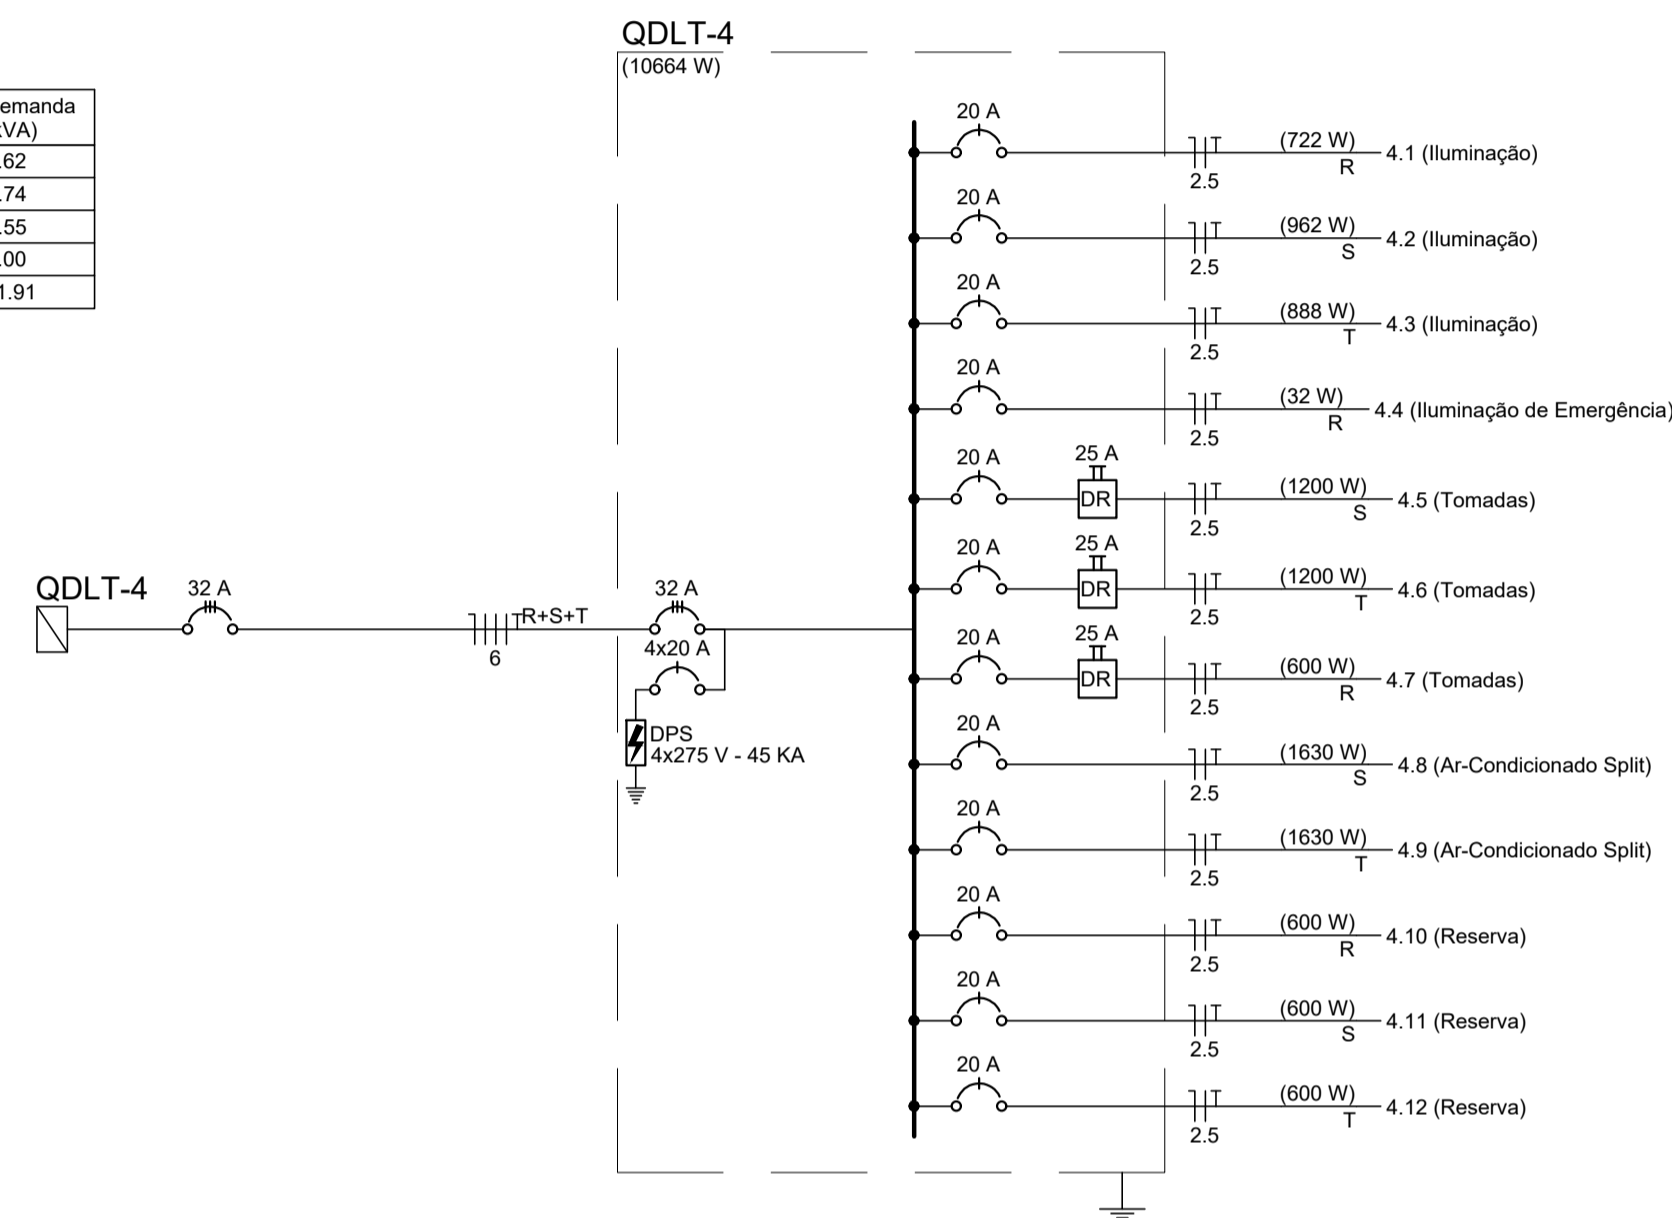 QDLT-4
(10664 W)
emanda
VA)
.62
.74
.55
.00
1.91
20 A
(722 W)
4.1 (Iluminação)
R
2.5
20 A
(962 W)
4.2 (Iluminação)
S
2.5
20 A
(888 W)
4.3 (Iluminação)
T
2.5
20 A
(32 W)
4.4 (Iluminação de Emergência)
R
2.5
20 A
25 A
DR
(1200 W)
4.5 (Tomadas)
S
2.5
20 A
25 A
DR
(1200 W)
4.6 (Tomadas)
T
2.5
QDLT-4
32 A
R+S+T
6
32 A
4x20 A
DPS
4x275 V - 45 KA
20 A
25 A
DR
(600 W)
4.7 (Tomadas)
R
2.5
20 A
(1630 W)
4.8 (Ar-Condicionado Split)
S
2.5
20 A
(1630 W)
4.9 (Ar-Condicionado Split)
T
2.5
20 A
(600 W)
4.10 (Reserva)
R
2.5
20 A
(600 W)
4.11 (Reserva)
S
2.5
20 A
(600 W)
4.12 (Reserva)
T
2.5